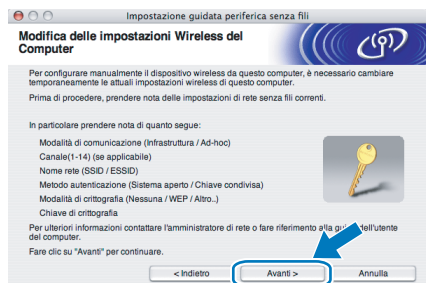 Impostazione guidata periferica senza fili
Modifica delle impostazioni Wireless del
Computer
Per configurare manualmente il dispositivo wireless da questo computer, è necessario cambiare
temporaneamente le attuali impostazioni wireless di questo computer.
Prima di procedere, prendere nota delle impostazioni di rete senza fili correnti.
In particolare prendere nota di quanto segue:
Modalità di comunicazione (Infrastruttura / Ad-hoc)
Canale(1-14) (se applicabile)
Nome rete (SSID / ESSID)
Metodo autenticazione (Sistema aperto / Chiave condivisa)
Modalità di crittografia (Nessuna / WEP / Altro..)
Chiave di crittografia
Per ulteriori informazioni contattare l'amministratore di rete o fare riferimento alla dell'utente
del computer.
Fare clic su "Avanti" per continuare.
< Indietro Avanti > Annulla